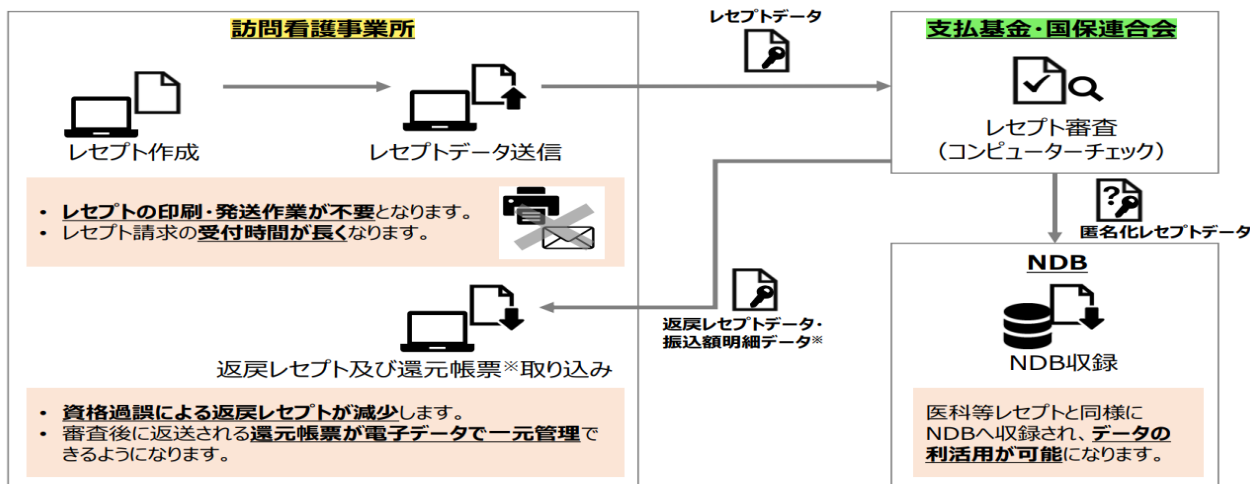 訪問看護事業所
レセプト作成
レセプトデータ送信
• レセプトの印刷・発送作業が不要となります。
• レセプト請求の受付時間が長くなります。
返戻レセプト及び還元帳票※取り込み
• 資格過誤による返戻レセプトが減少します。
• 審査後に返送される還元帳票が電子データで一元管理で
きるようになります。
レセプトデータ
返戻レセプトデータ・
振込額明細データ※
支払基金・国保連合会
レセプト審査
（コンピューターチェック）
?
匿名化レセプトデータ
NDB
NDB収録
医科等レセプトと同様に
NDBへ収録され、データの
利活用が可能になります。